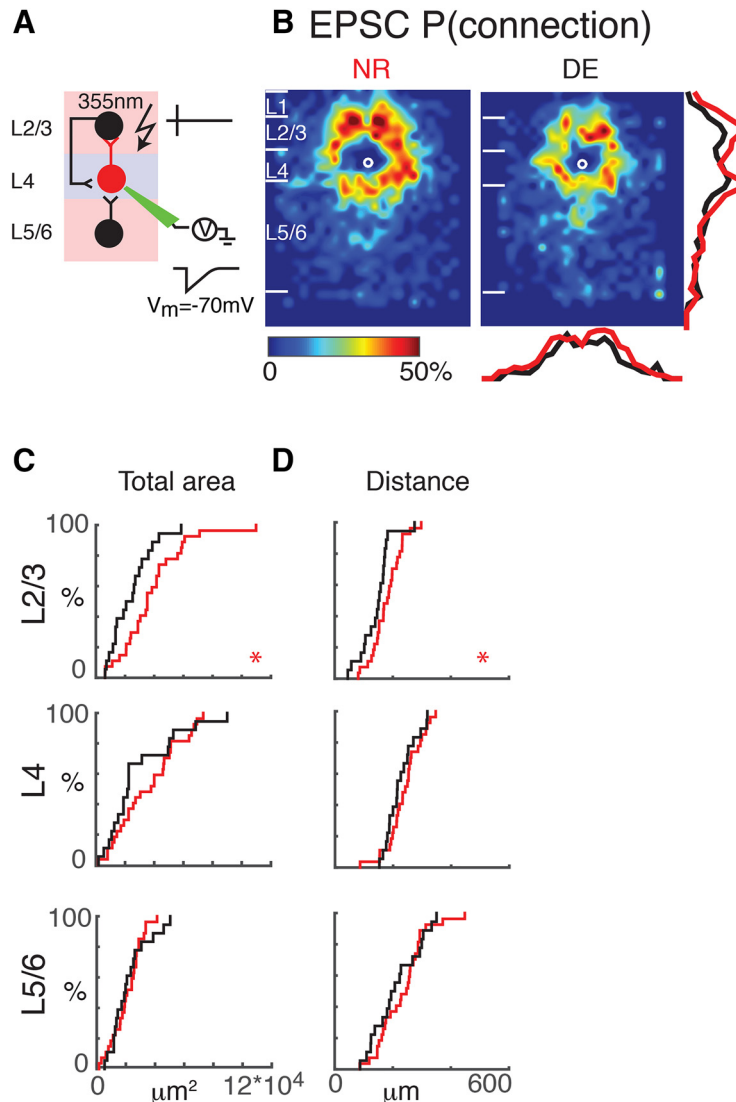 A
B EPSC P(connection)
NR
DE
355nm
L2/3
L4
L5/6
V
Vm=-70mV
L1
L2/3
L4
L5/6
0
50%
C
Total area
D
Distance
L2/3
100
%
0
*
*
L4
100
%
0
L5/6
100
%
0
0
μm²
12*10⁴
0
μm
600